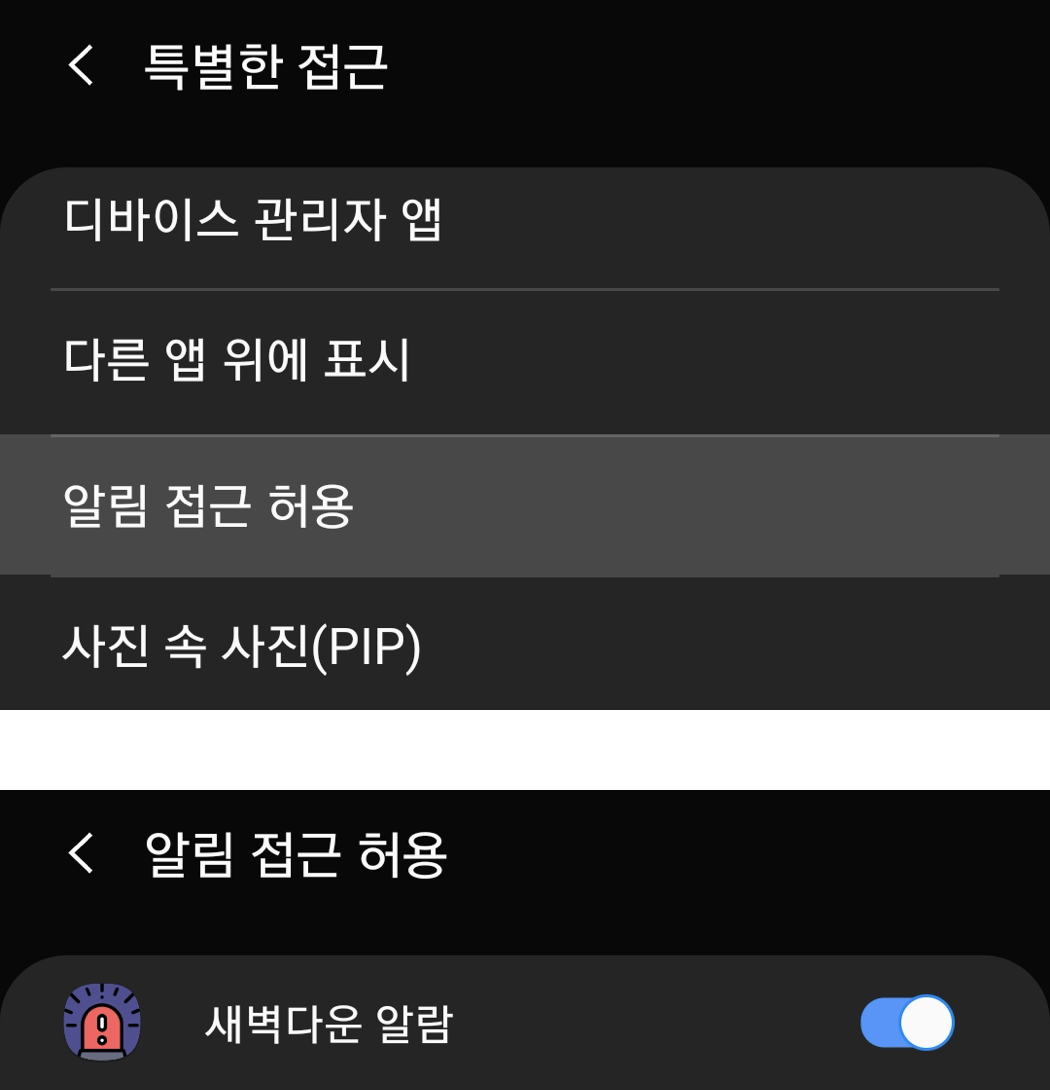 특별한 접근
디바이스 관리자 앱
다른 앱 위에 표시
알림 접근 허용
사진 속 사진(PIP)
알림 접근 허용
새벽다운 알람